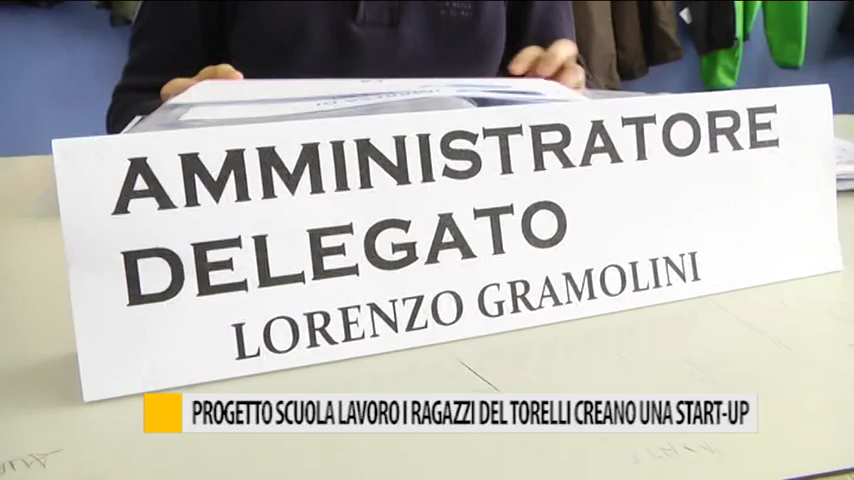 AMMINISTRATORE
DELEGATO
LORENZO GRAMOLINI
PROGETTO SCUOLA LAVORO I RAGAZZI DEL TORELLI CREANO UNA START-UP